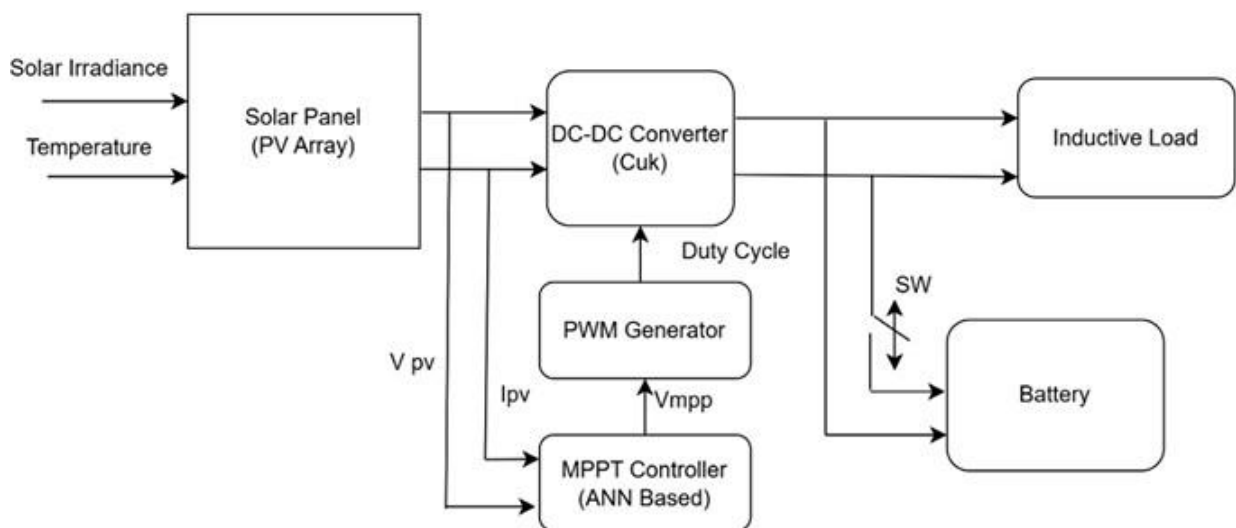 Solar Irradiance
Temperature
Solar Panel
(PV Array)
DC-DC Converter
(Cuk)
Inductive Load
Duty Cycle
SW
PWM Generator
V pv
Ipv
Vmpp
Battery
MPPT Controller
(ANN Based)